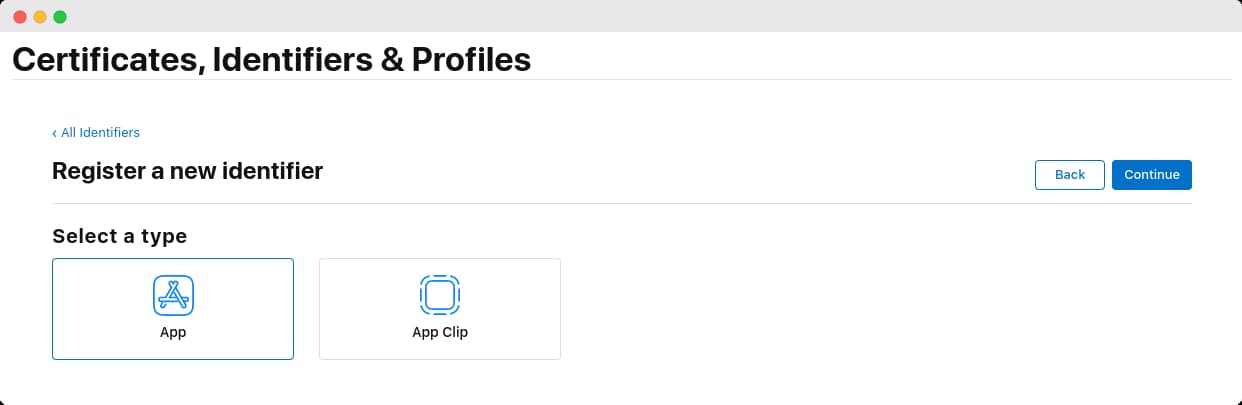 Certificates, Identifiers & Profiles
‹ All Identifiers
Register a new identifier
Back
Continue
Select a type
App
App Clip